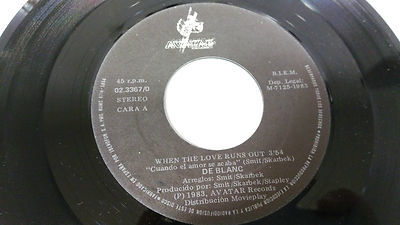 45 r.p.m.
02.3367/0
STEREO
CARA A
B.I.E.M.
Dep. Legal:
M-7125-1983
WHEN THE LOVE RUNS OUT 3'54
"Cuando el amor se acaba" (Smit/Skarbek)
DE BLANC
Arreglos: Smit/Skarbek
Producido por: Smit/Skarbek/Staples
(P) 1983, AVATAR Records
Distribución Movieplay